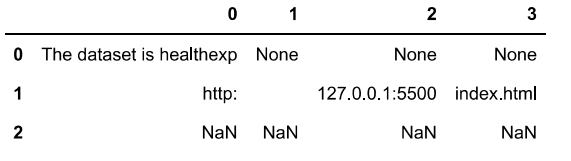 0 1 2 3
0 The dataset is healthexp None None None
1 http: 127.0.0.1:5500 index.html
2 NaN NaN NaN NaN